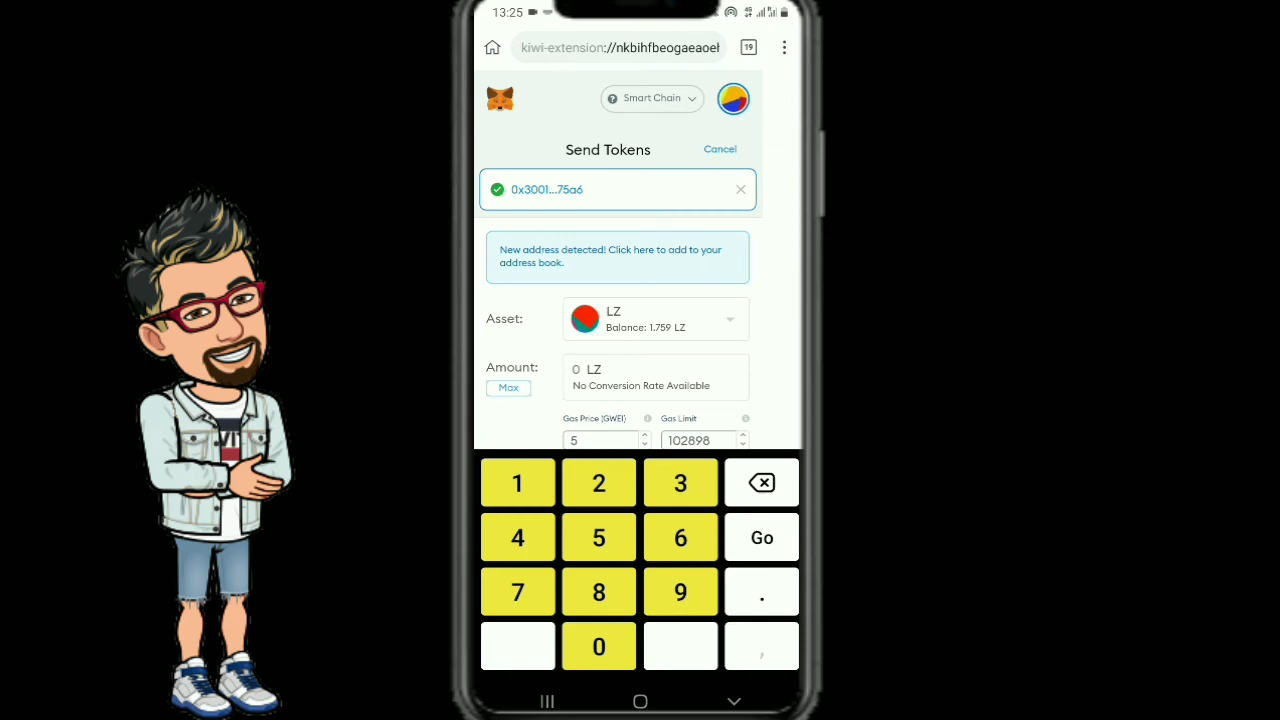 13:25
kiwi-extension://nkbihfbeogaeaoeh
19
Smart Chain
Send Tokens
Cancel
0x3001...75a6
New address detected! Click here to add to your
address book.
Asset:
LZ
Balance: 1.759 LZ
Amount:
Max
0 LZ
No Conversion Rate Available
Gas Price (GWEI)
Gas Limit
5
102898
1 2 3
4 5 6 Go
7 8 9 .
0 ,